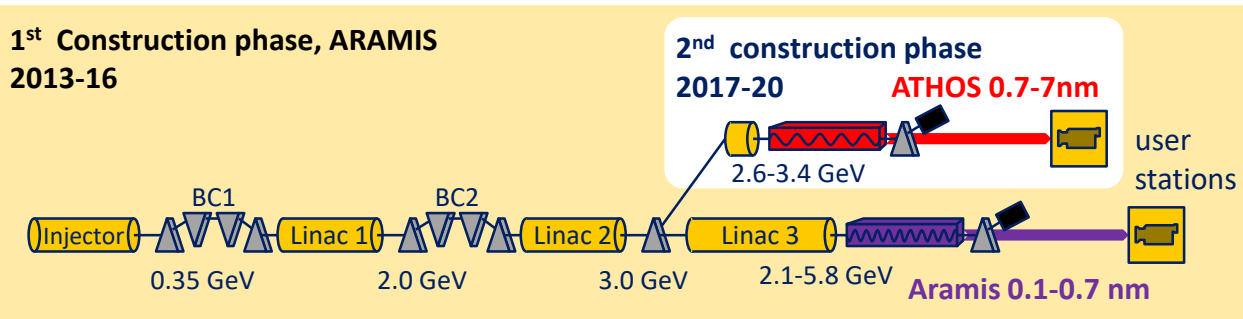 1st Construction phase, ARAMIS
2013-16
2nd construction phase
2017-20 ATHOS 0.7-7nm
user
stations
2.6-3.4 GeV
BC1 BC2
Injector Linac 1 Linac 2 Linac 3
0.35 GeV 2.0 GeV 3.0 GeV 2.1-5.8 GeV
Aramis 0.1-0.7 nm